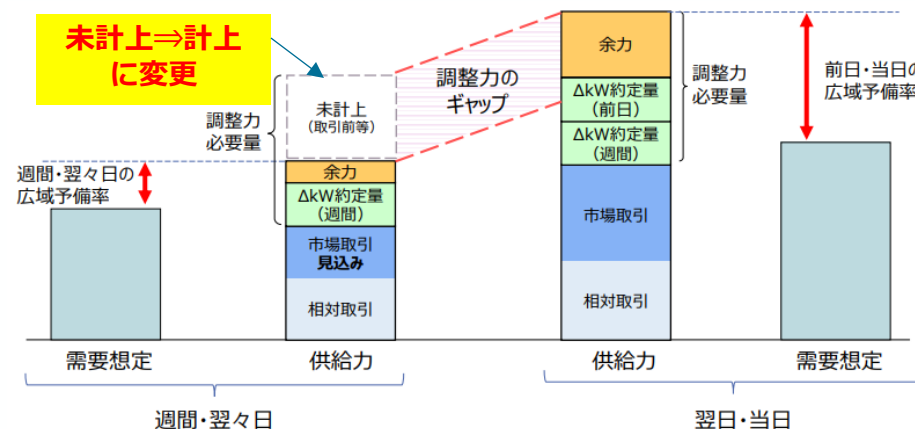 未計上⇒計上
に変更
未計上
(取引前等)
調整力
必要量
週間・翌々日の
広域予備率
余力
ΔkW約定量
(週間)
市場取引
見込み
相対取引
調整力の
ギャップ
余力
ΔkW約定量
(前日)
ΔkW約定量
(週間)
市場取引
相対取引
調整力
必要量
前日・当日の
広域予備率
需要想定
供給力
供給力
需要想定
週間・翌々日
翌日・当日